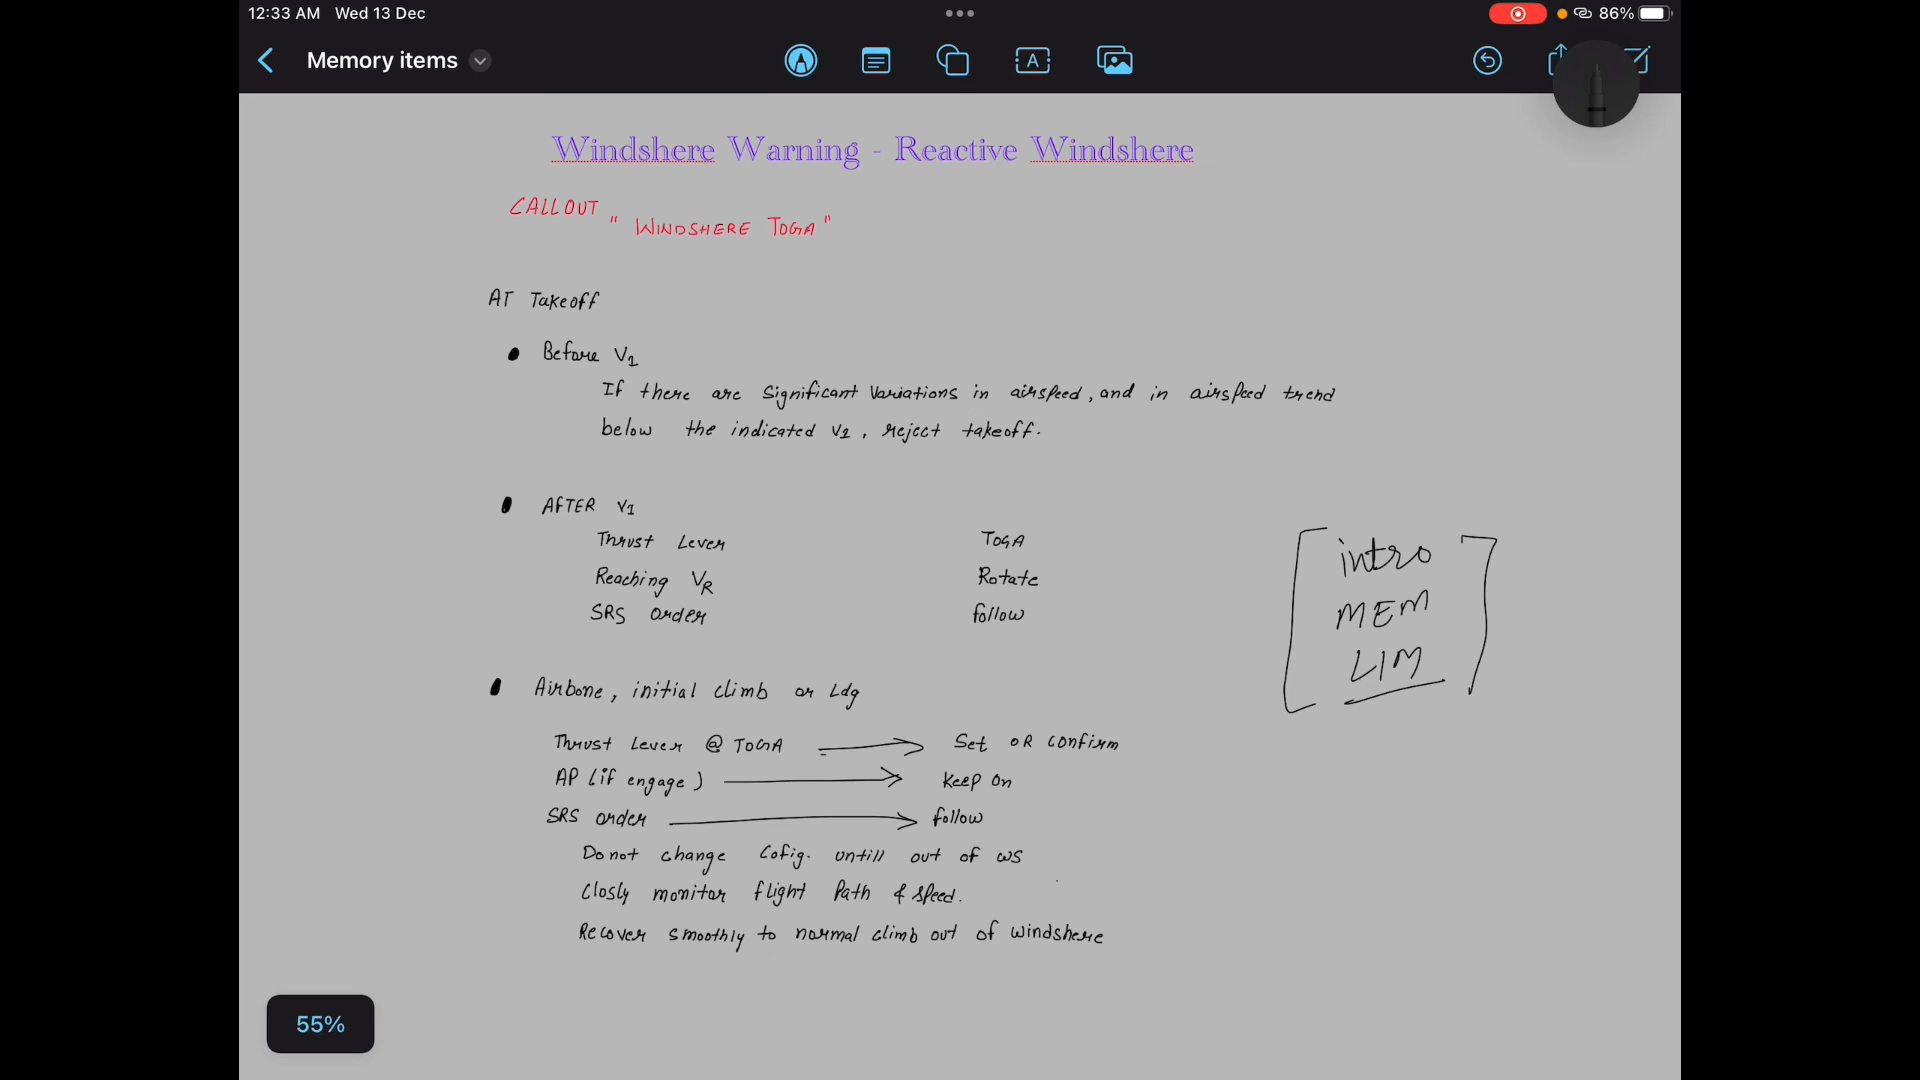 12:33 AM Wed 13 Dec
86%
Memory items
A
Windshere Warning - Reactive Windshere
CALLOUT
" WINDSHERE TOGA "
AT Takeoff
Before V1
If there are significant variations in airspeed, and in airspeed trend
below the indicated V1, reject takeoff.
AFTER V1
Thrust Lever TOGA
Reaching VR Rotate
SRS order follow
intro
MEM
LIM
Airbone, initial climb or Ldg
Thrust Lever @ TOGA Set OR confirm
AP (if engage) Keep on
SRS order follow
Do not change Cofig. untill out of WS
Closly monitor flight Path & Speed.
Recover smoothly to normal climb out of windshere
55%